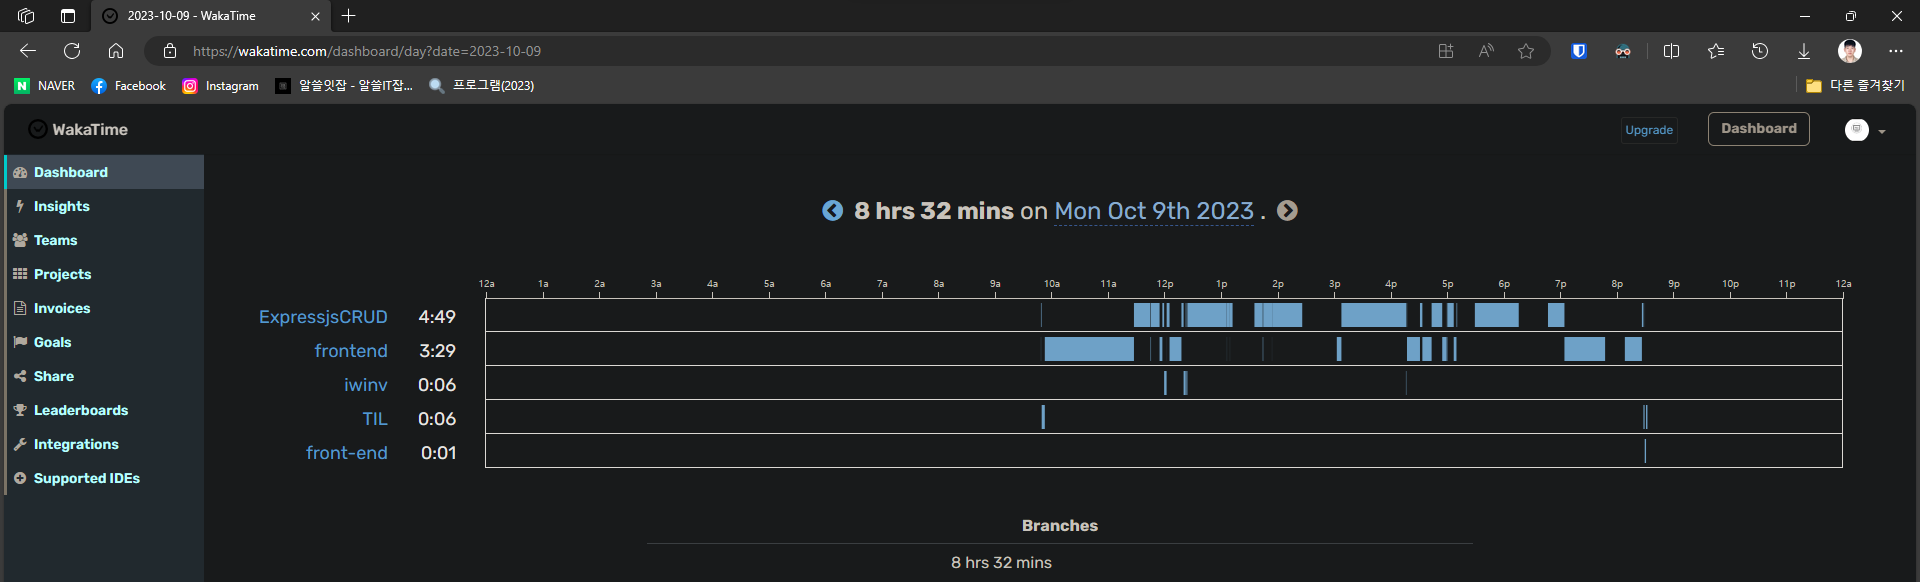 2023-10-09 - WakaTime
https://wakatime.com/dashboard/day?date=2023-10-09
NAVER Facebook Instagram 알쓸잇잡 - 알쓸IT잡... 프로그램(2023) 다른 즐겨찾기
WakaTime Upgrade Dashboard
Dashboard
Insights
Teams
Projects
Invoices
Goals
Share
Leaderboards
Integrations
Supported IDEs
8 hrs 32 mins on Mon Oct 9th 2023 .
12a 1a 2a 3a 4a 5a 6a 7a 8a 9a 10a 11a 12p 1p 2p 3p 4p 5p 6p 7p 8p 9p 10p 11p 12a
ExpressjsCRUD 4:49
frontend 3:29
iwinv 0:06
TIL 0:06
front-end 0:01
Branches
8 hrs 32 mins